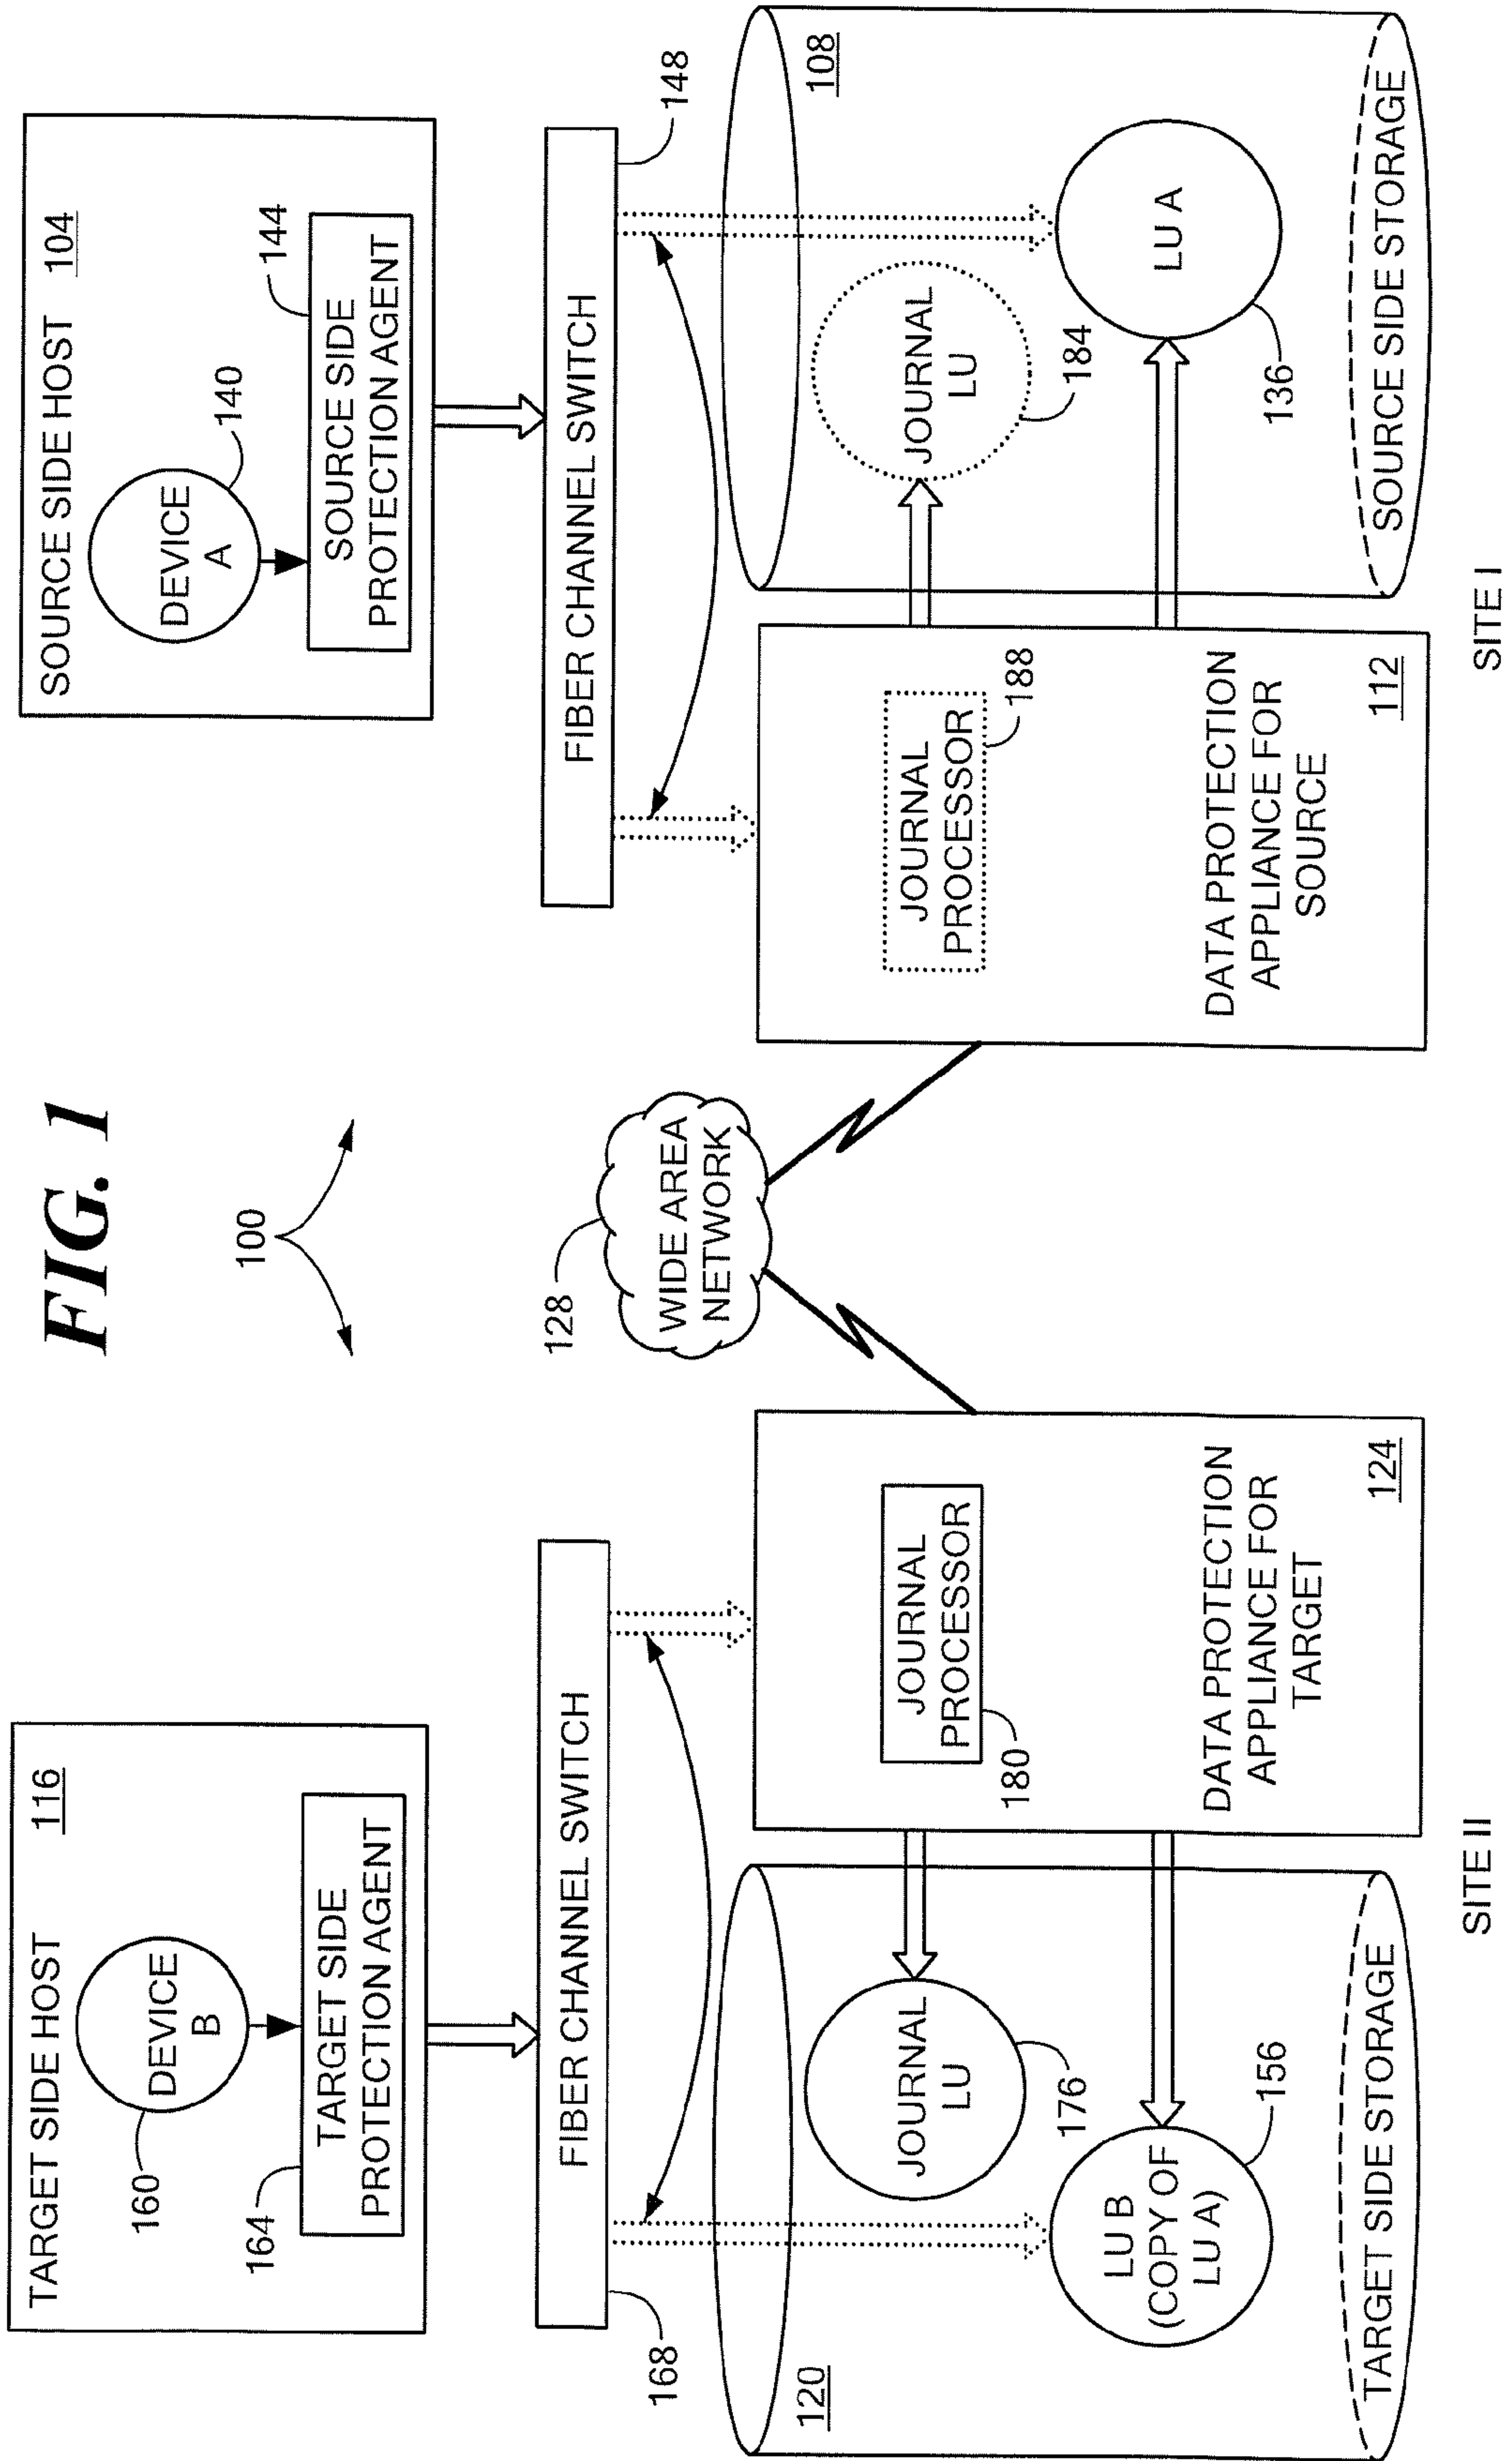 FIG. 1
100
TARGET SIDE HOST 116
DEVICE
B
160
TARGET SIDE
PROTECTION AGENT
164
FIBER CHANNEL SWITCH
168
120
JOURNAL
LU
176
LU B
(COPY OF
LU A)
156
TARGET SIDE STORAGE
JOURNAL
PROCESSOR
180
DATA PROTECTION
APPLIANCE FOR
TARGET
124
SITE II
128
WIDE AREA
NETWORK
SOURCE SIDE HOST 104
DEVICE
A
140
SOURCE SIDE
PROTECTION AGENT
144
FIBER CHANNEL SWITCH
148
JOURNAL
PROCESSOR
188
DATA PROTECTION
APPLIANCE FOR
SOURCE
112
108
JOURNAL
LU
184
LU A
136
SOURCE SIDE STORAGE
SITE I